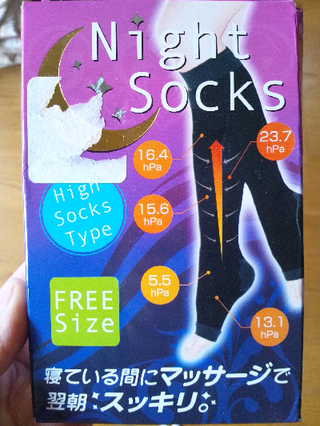 Night
Socks
16.4
hPa
23.7
hPa
High
Socks
Type
15.6
hPa
5.5
hPa
FREE
Size
13.1
hPa
寝ている間にマッサージで
翌朝スッキリ。